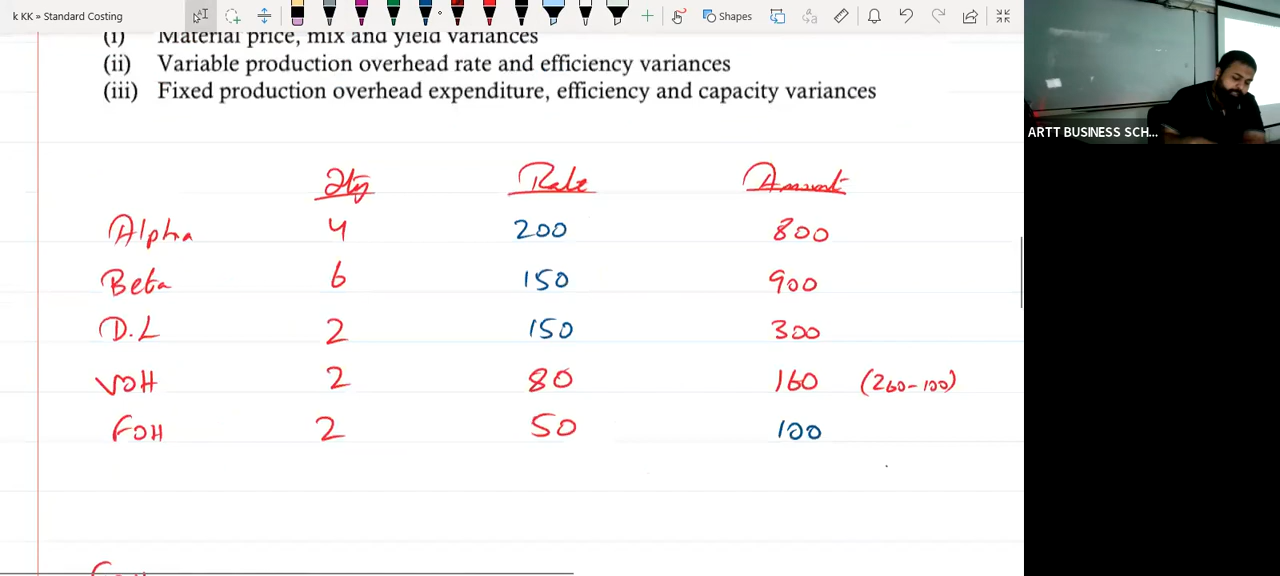 k KK » Standard Costing
Shapes
(i) Material price, mix and yield variances
(ii) Variable production overhead rate and efficiency variances
(iii) Fixed production overhead expenditure, efficiency and capacity variances
ARTT BUSINESS SCH...
Qty Rate Amount
Alpha 4 200 800
Beta 6 150 900
D.L 2 150 300
VOH 2 80 160 (260-100)
FOH 2 50 100